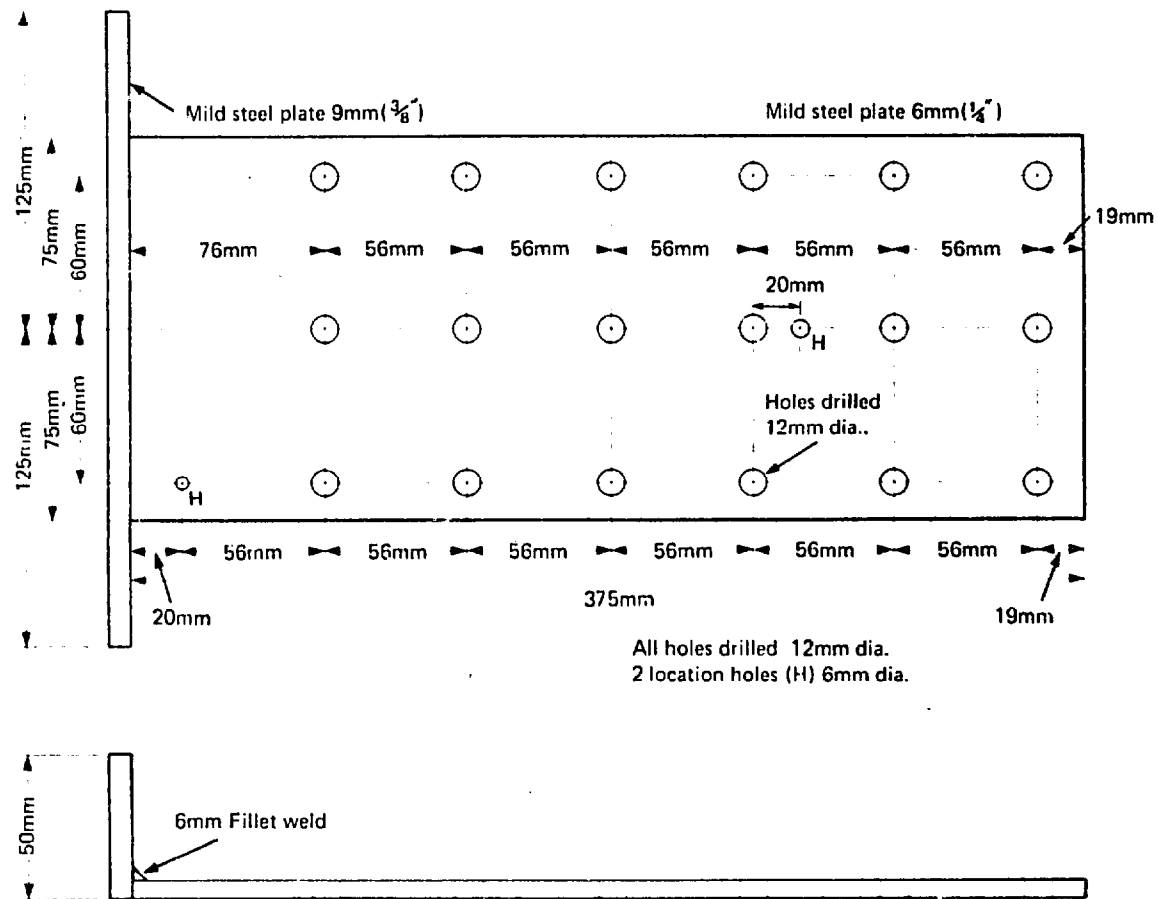 Mild steel plate 9mm(3/8")
Mild steel plate 6mm(1/4")
125mm
75mm
60mm
19mm
76mm
56mm
56mm
56mm
56mm
56mm
20mm
H
125mm
75mm
60mm
Holes drilled
12mm dia..
H
56mm
56mm
56mm
56mm
56mm
56mm
20mm
375mm
19mm
All holes drilled 12mm dia.
2 location holes (H) 6mm dia.
50mm
6mm Fillet weld